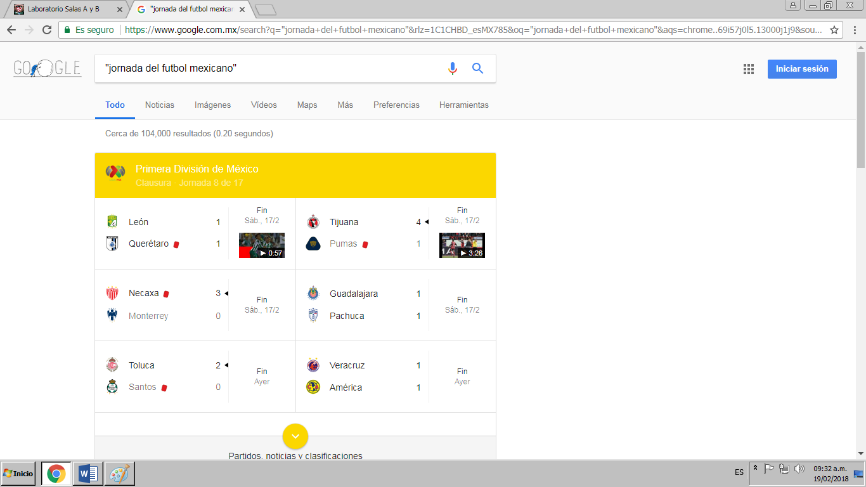 Laboratorio Salas A y B
"jornada del futbol mexican
Es seguro
https://www.google.com.mx/search?q="jornada+del+futbol+mexicano"&rlz=1C1CHBD_esMX785&oq="jornada+del+futbol+mexicano"&aqs=chrome..69i57j0l5.13000j1j9&sou...
GOOGLE
"jornada del futbol mexicano"
Iniciar sesión
Todo Noticias Imágenes Vídeos Maps Más Preferencias Herramientas
Cerca de 104,000 resultados (0.20 segundos)
Primera División de México
Clausura · Jornada 8 de 17
León 1
Querétaro 1
Fin
Sáb., 17/2
0:57
Tijuana 4
Pumas 1
Fin
Sáb., 17/2
3:26
Necaxa 3
Monterrey 0
Fin
Sáb., 17/2
Guadalajara 1
Pachuca 1
Fin
Sáb., 17/2
Toluca 2
Santos 0
Fin
Ayer
Veracruz 1
América 1
Fin
Ayer
Partidos, noticias y clasificaciones
Inicio
ES
09:32 a.m.
19/02/2018